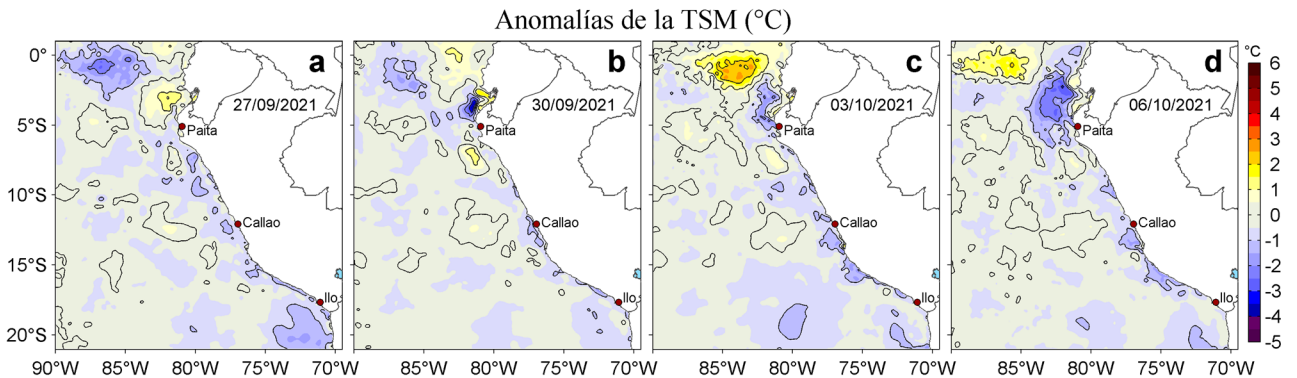 Anomalías de la TSM (°C)
a
27/09/2021
Paita
Callao
Ilo
b
30/09/2021
Paita
Callao
Ilo
c
03/10/2021
Paita
Callao
Ilo
d
06/10/2021
Paita
Callao
Ilo
0°
5°S
10°S
15°S
20°S
90°W 85°W 80°W 75°W 70°W
85°W 80°W 75°W 70°W
85°W 80°W 75°W 70°W
85°W 80°W 75°W 70°W
°C
6
5
4
3
2
1
0
-1
-2
-3
-4
-5